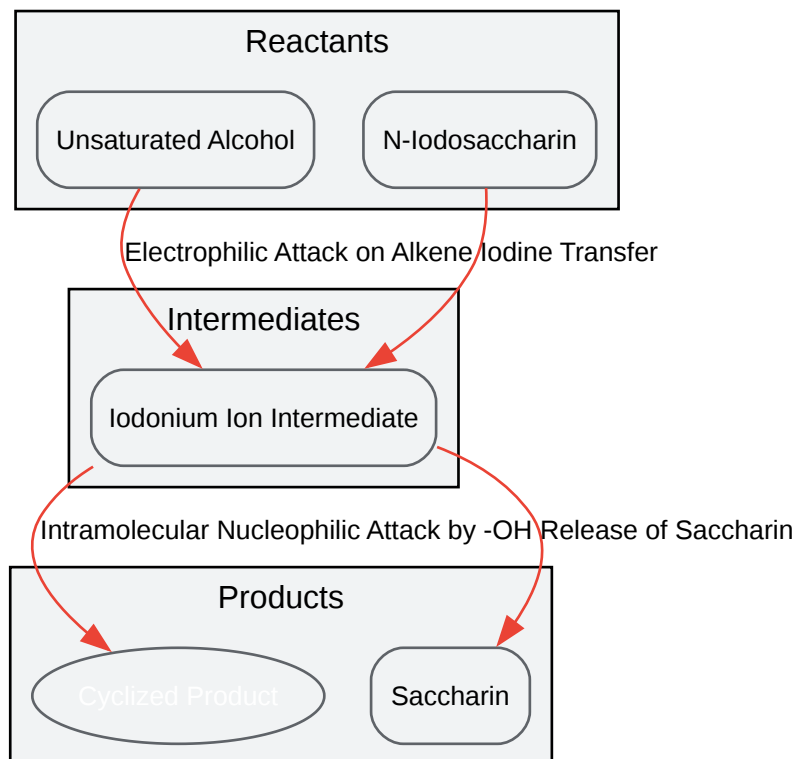 Reactants
Unsaturated Alcohol
N-Iodosaccharin
Electrophilic Attack on Alkene
Iodine Transfer
Intermediates
Iodonium Ion Intermediate
Intramolecular Nucleophilic Attack by -OH
Release of Saccharin
Products
Cyclized Product
Saccharin